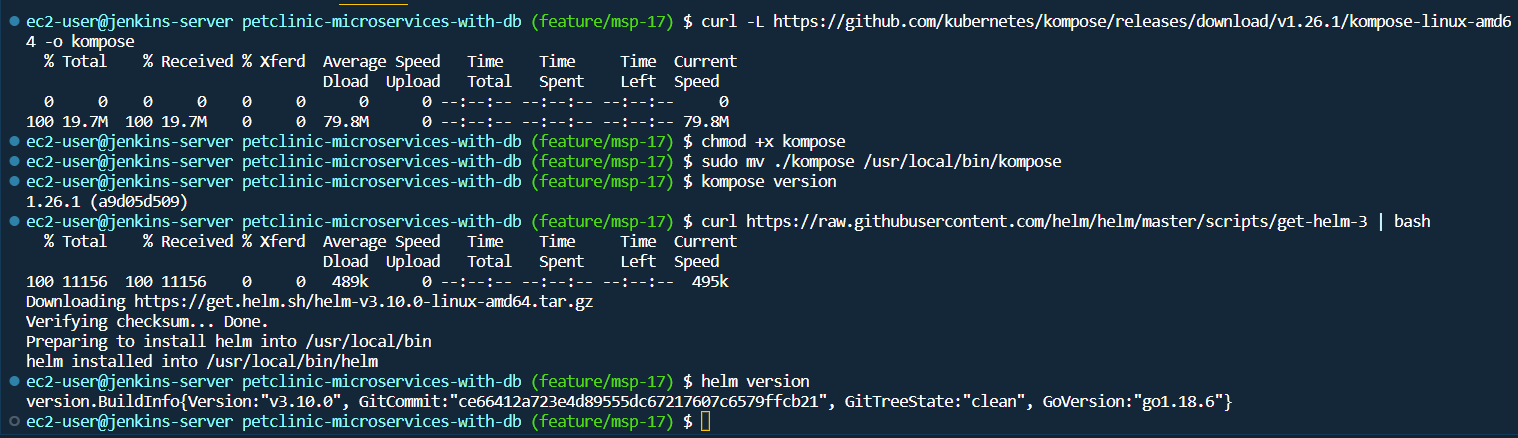 ec2-user@jenkins-server petclinic-microservices-with-db (feature/msp-17) $ curl -L https://github.com/kubernetes/kompose/releases/download/v1.26.1/kompose-linux-amd6
4 -o kompose
% Total % Received % Xferd Average Speed Time Time Time Current
Dload Upload Total Spent Left Speed
0 0 0 0 0 0 0 0 --:--:-- --:--:-- --:--:-- 0
100 19.7M 100 19.7M 0 0 79.8M 0 --:--:-- --:--:-- --:--:-- 79.8M
ec2-user@jenkins-server petclinic-microservices-with-db (feature/msp-17) $ chmod +x kompose
ec2-user@jenkins-server petclinic-microservices-with-db (feature/msp-17) $ sudo mv ./kompose /usr/local/bin/kompose
ec2-user@jenkins-server petclinic-microservices-with-db (feature/msp-17) $ kompose version
1.26.1 (a9d05d509)
ec2-user@jenkins-server petclinic-microservices-with-db (feature/msp-17) $ curl https://raw.githubusercontent.com/helm/helm/master/scripts/get-helm-3 | bash
% Total % Received % Xferd Average Speed Time Time Time Current
Dload Upload Total Spent Left Speed
100 11156 100 11156 0 0 489k 0 --:--:-- --:--:-- --:--:-- 495k
Downloading https://get.helm.sh/helm-v3.10.0-linux-amd64.tar.gz
Verifying checksum... Done.
Preparing to install helm into /usr/local/bin
helm installed into /usr/local/bin/helm
ec2-user@jenkins-server petclinic-microservices-with-db (feature/msp-17) $ helm version
version.BuildInfo{Version:"v3.10.0", GitCommit:"ce66412a723e4d89555dc67217607c6579ffcb21", GitTreeState:"clean", GoVersion:"go1.18.6"}
ec2-user@jenkins-server petclinic-microservices-with-db (feature/msp-17) $